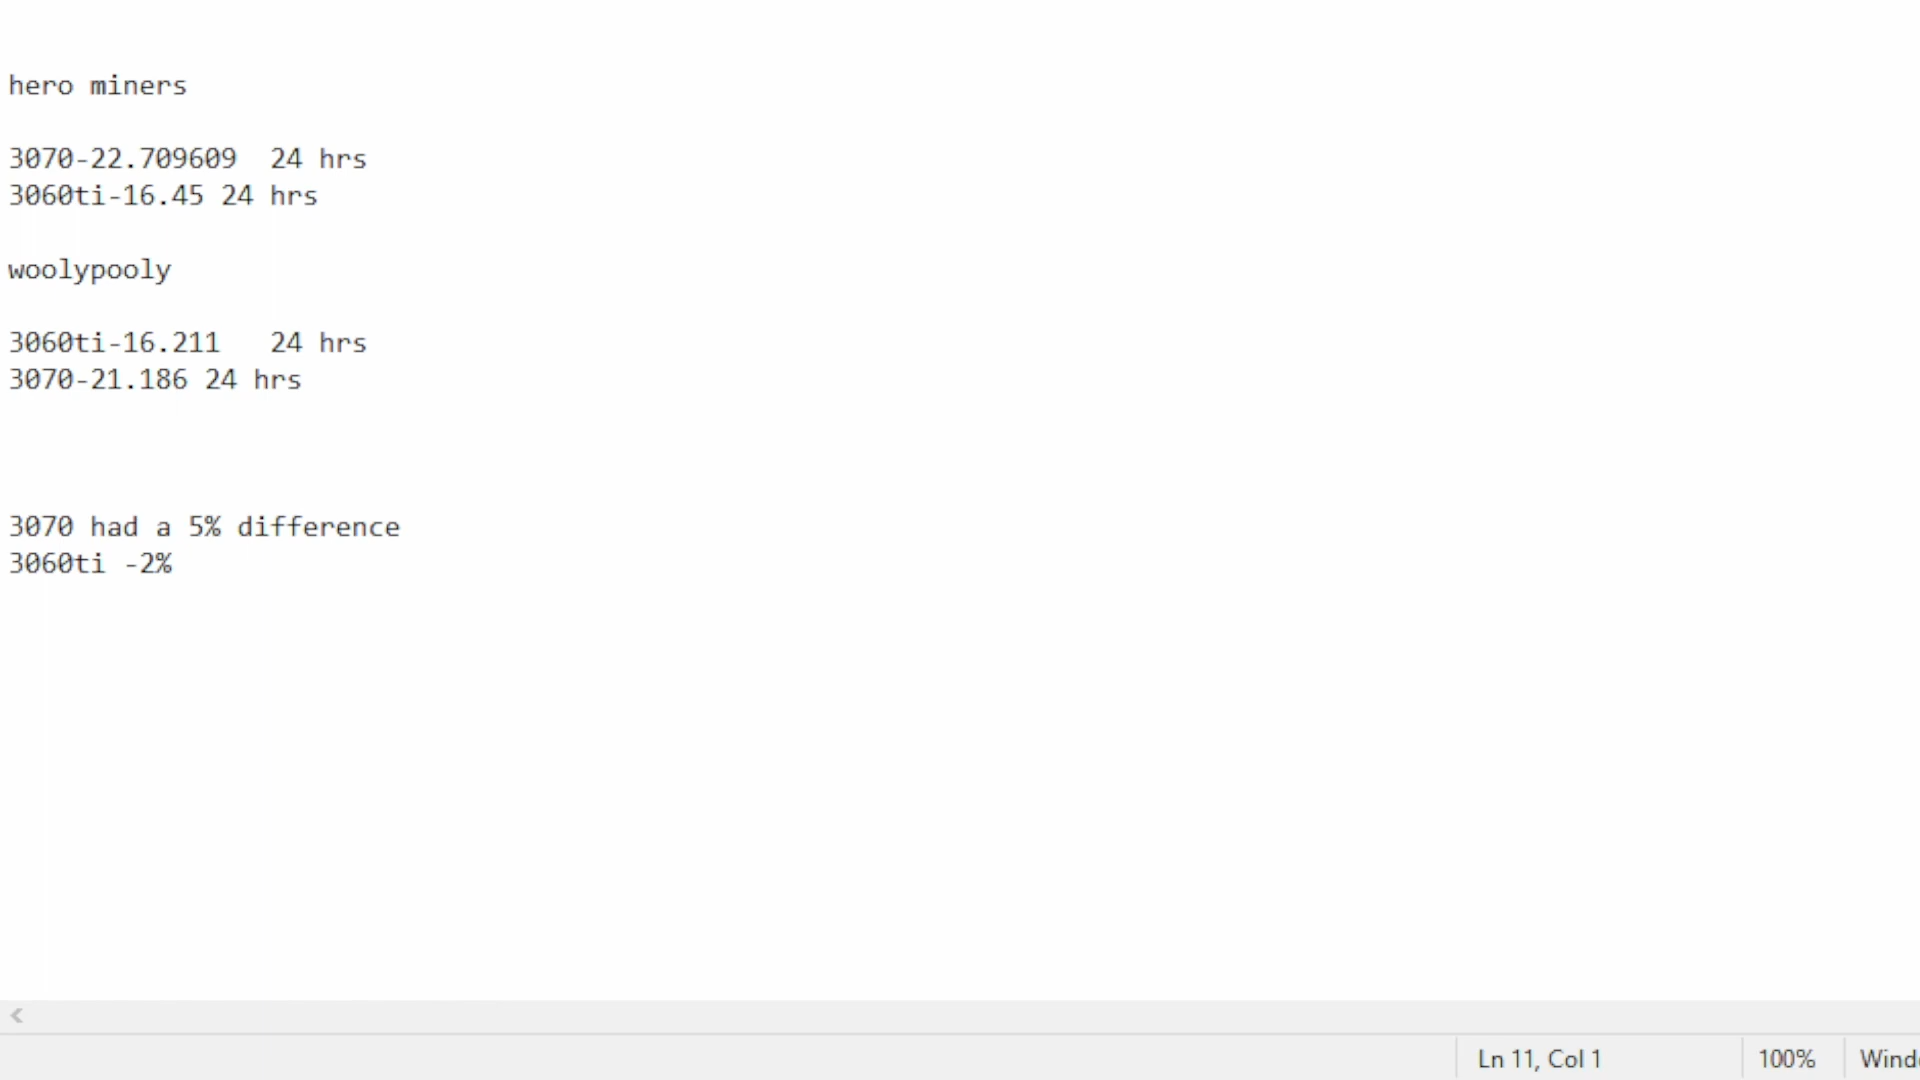 hero miners
3070-22.709609  24 hrs
3060ti-16.45 24 hrs
woolypooly
3060ti-16.211   24 hrs
3070-21.186 24 hrs
3070 had a 5% difference
3060ti -2%
Ln 11, Col 1
100%